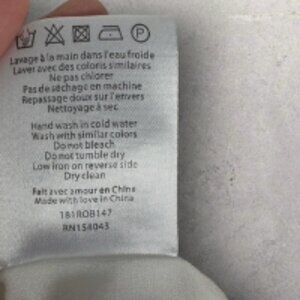 Lavage à la main dans l'eau froide
Laver avec des coloris similaires
Ne pas chlorer
Pas de séchage en machine
Repassage doux sur l'envers
Nettoyage à sec
Hand wash in cold water
Wash with similar colors
Do not bleach
Do not tumble dry
Low iron on reverse side
Dry clean
Fait avec amour en China
Made with love in China
181ROB147
RN154043